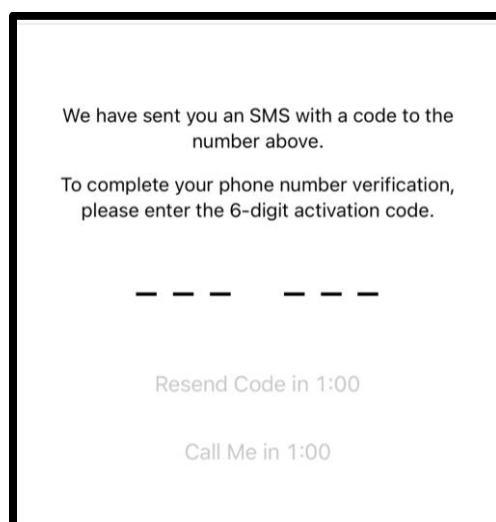 We have sent you an SMS with a code to the
number above.
To complete your phone number verification,
please enter the 6-digit activation code.
Resend Code in 1:00
Call Me in 1:00